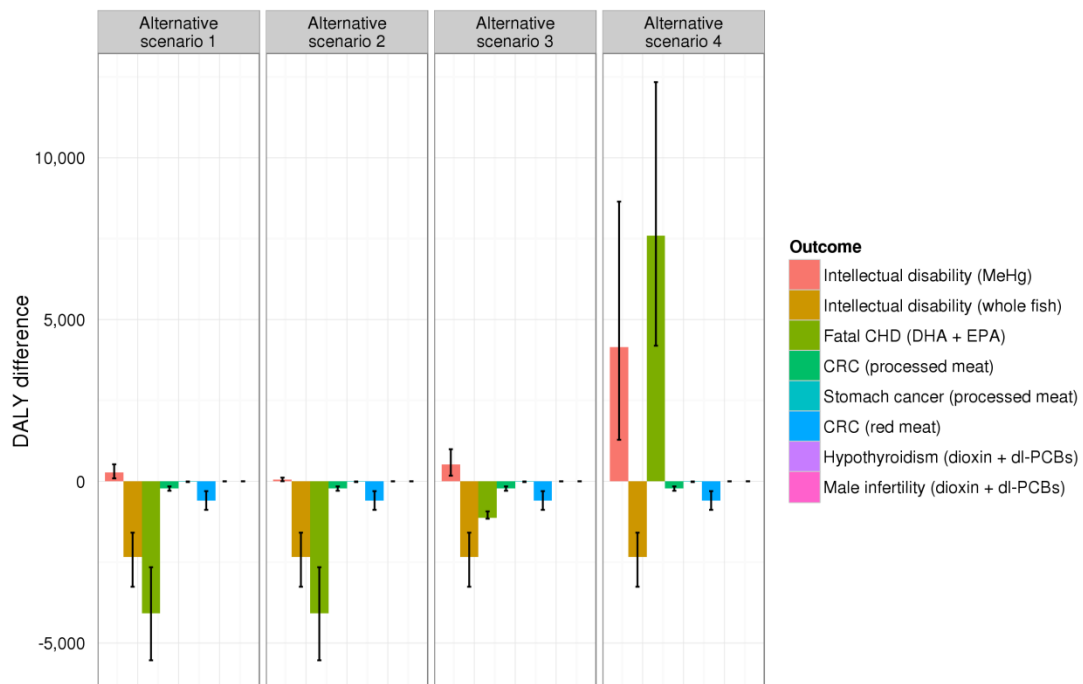 Alternative scenario 1
Alternative scenario 2
Alternative scenario 3
Alternative scenario 4
DALY difference
10,000
5,000
0
-5,000
Outcome
Intellectual disability (MeHg)
Intellectual disability (whole fish)
Fatal CHD (DHA + EPA)
CRC (processed meat)
Stomach cancer (processed meat)
CRC (red meat)
Hypothyroidism (dioxin + dl-PCBs)
Male infertility (dioxin + dl-PCBs)